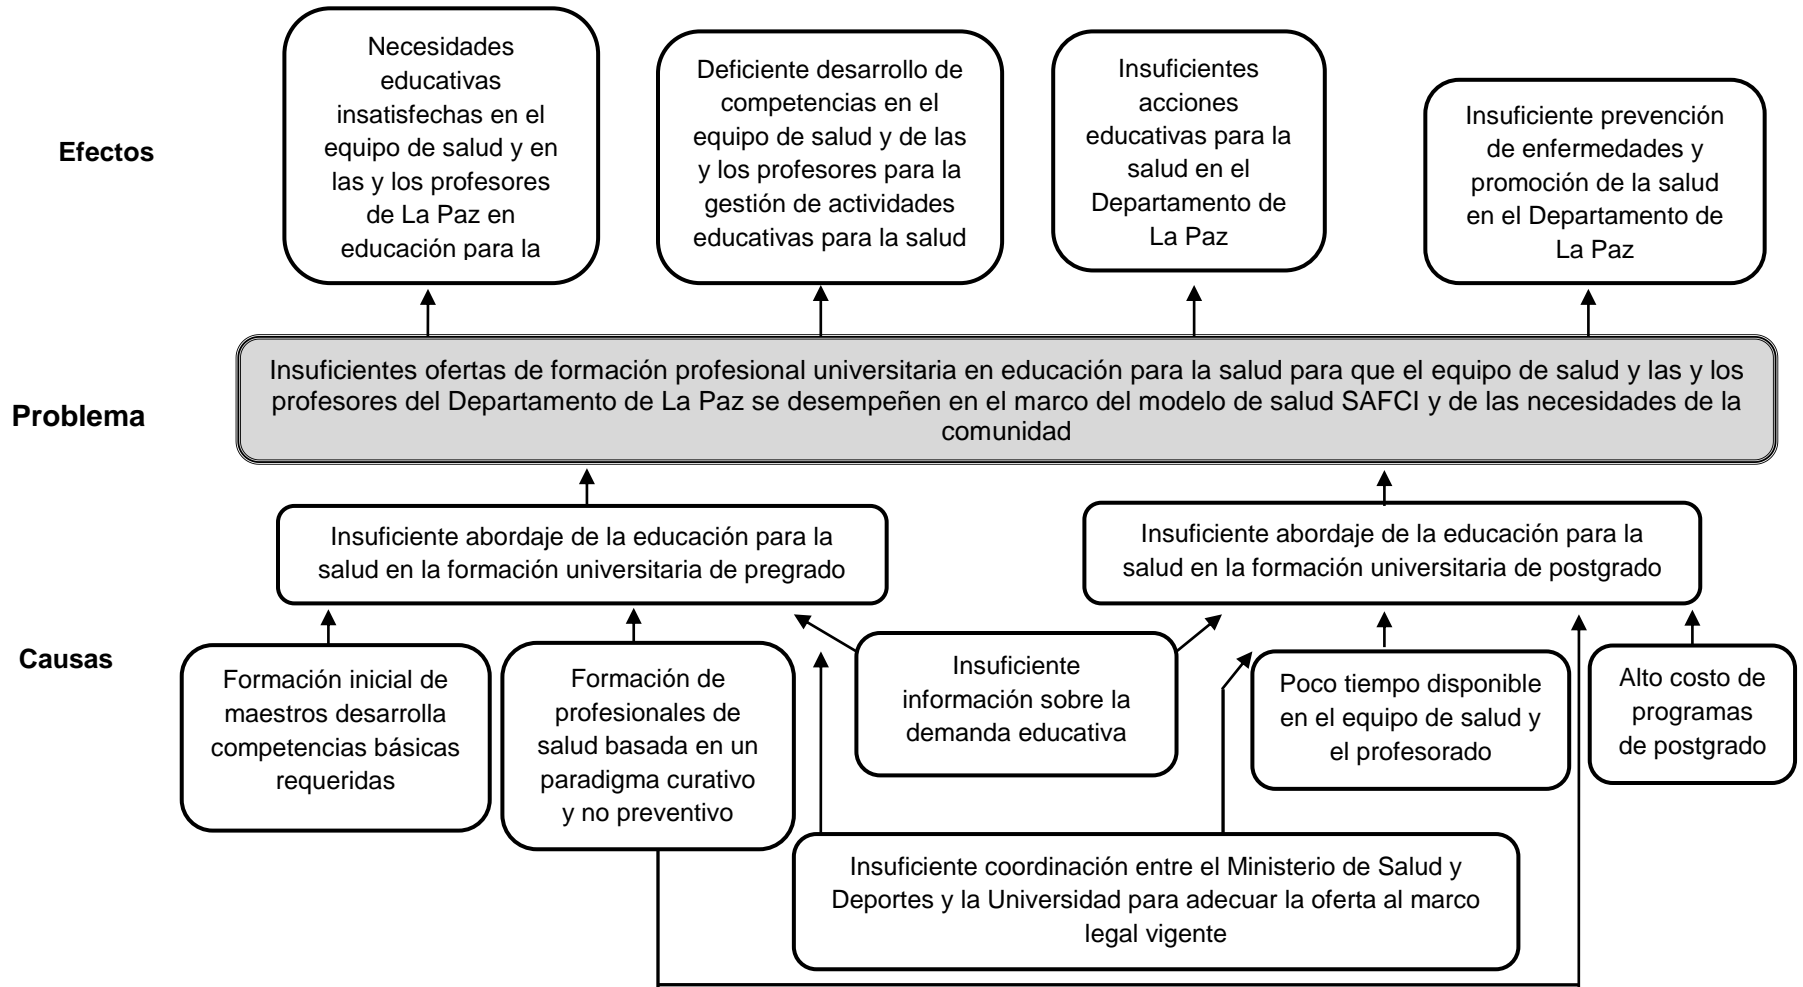 Efectos
Necesidades
educativas
insatisfechas en el
equipo de salud y en
las y los profesores
de La Paz en
educación para la
Deficiente desarrollo de
competencias en el
equipo de salud y de las
y los profesores para la
gestión de actividades
educativas para la salud
Insuficientes
acciones
educativas para la
salud en el
Departamento de
La Paz
Insuficiente prevención
de enfermedades y
promoción de la salud
en el Departamento de
La Paz
Problema
Insuficientes ofertas de formación profesional universitaria en educación para la salud para que el equipo de salud y las y los
profesores del Departamento de La Paz se desempeñen en el marco del modelo de salud SAFCI y de las necesidades de la
comunidad
Insuficiente abordaje de la educación para la
salud en la formación universitaria de pregrado
Insuficiente abordaje de la educación para la
salud en la formación universitaria de postgrado
Causas
Formación inicial de
maestros desarrolla
competencias básicas
requeridas
Formación de
profesionales de
salud basada en un
paradigma curativo
y no preventivo
Insuficiente
información sobre la
demanda educativa
Poco tiempo disponible
en el equipo de salud y
el profesorado
Alto costo de
programas
de postgrado
Insuficiente coordinación entre el Ministerio de Salud y
Deportes y la Universidad para adecuar la oferta al marco
legal vigente